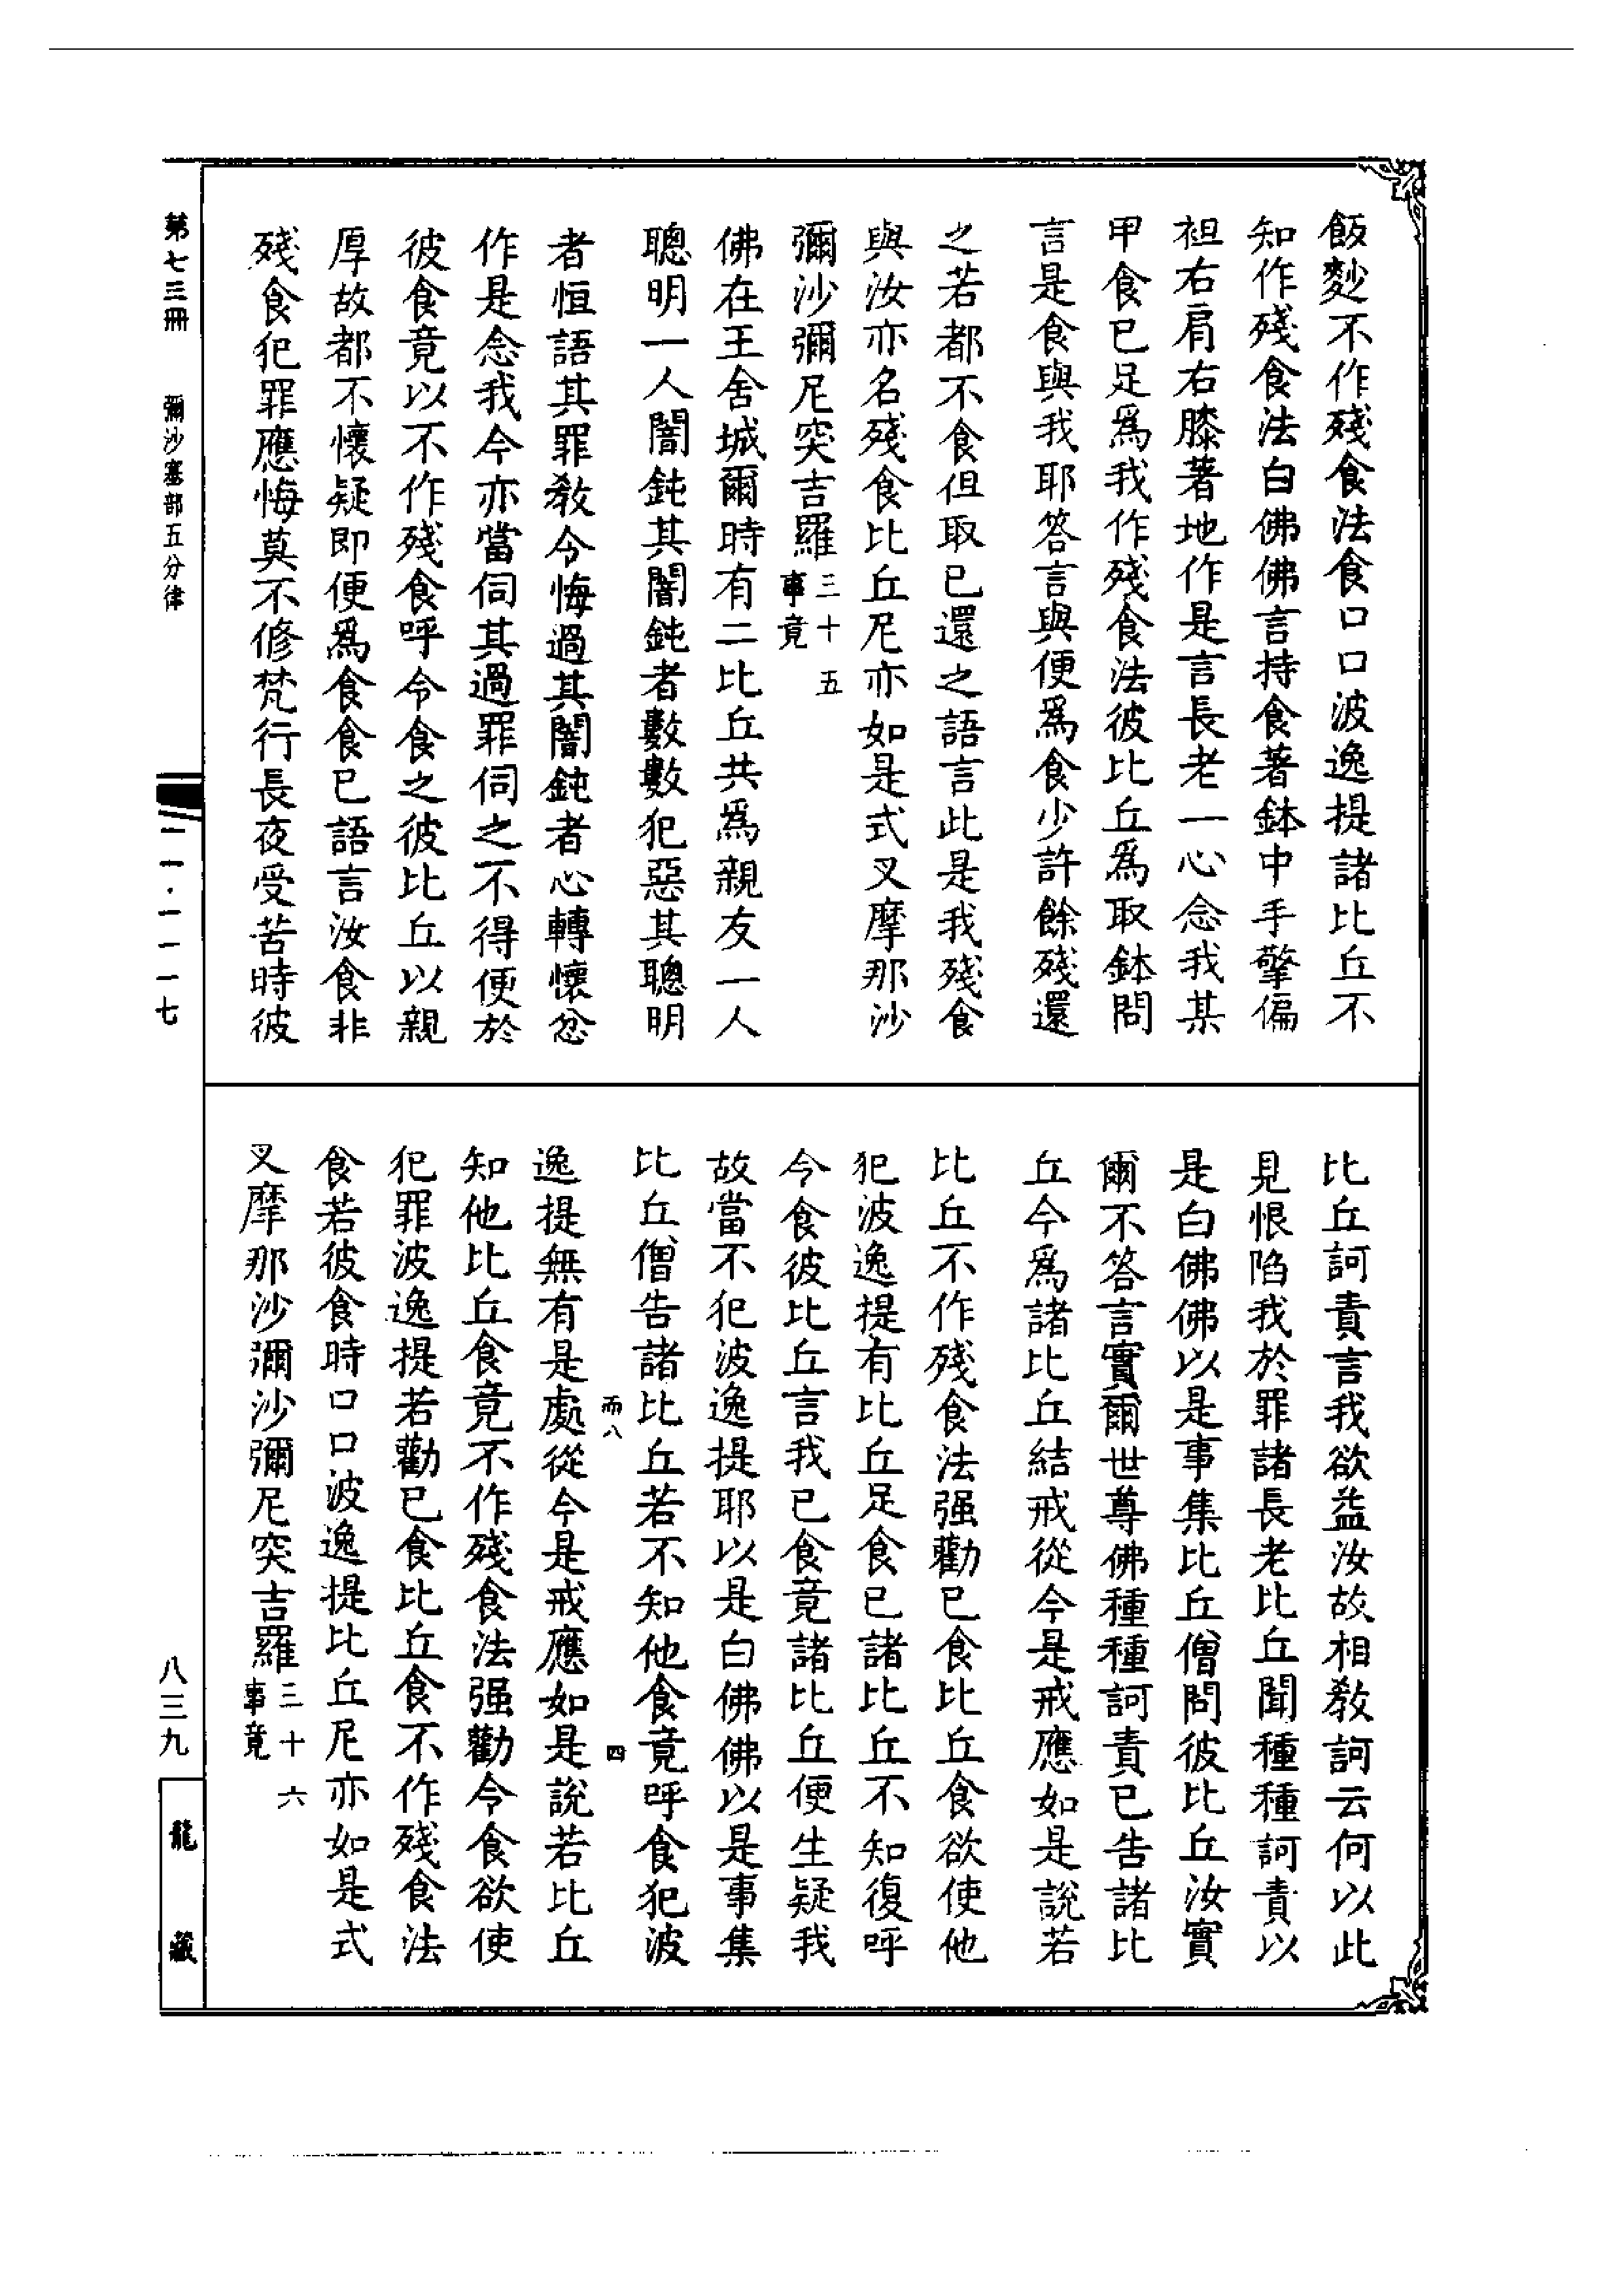 飯麨不作殘食法食口口波逸提諸比丘不
知作殘食法白佛佛言持食著鉢中手擎偏
袒右肩右膝著地作是言長老一心念我某
甲食已足爲我作殘食法彼比丘爲取鉢問
言是食與我耶答言與便爲食少許餘殘還
之若都不食但取已還之語言此是我殘食
與汝亦名殘食比丘尼亦如是式叉摩那沙
彌沙彌尼突吉羅三十五事竟
佛在王舍城爾時有二比丘共爲親友一人
聰明一人闇鈍其闇鈍者數數犯惡其聰明
者恒語其罪教令悔過其闇鈍者心轉懷忿
作是念我今亦當伺其過罪伺之不得便於
彼食竟以不作殘食呼令食之彼比丘以親
厚故都不懷疑即便爲食食已語言汝食非
殘食犯罪應悔莫不修梵行長夜受苦時彼
比丘訶責言我欲益汝故相教訶云何以此
見恨陷我於罪諸長老比丘聞種種訶責以
是白佛佛以是事集比丘僧問彼比丘汝實
爾不答言實爾世尊佛種種訶責已告諸比
丘今爲諸比丘結戒從今是戒應如是說若
比丘不作殘食法强勸已食比丘食欲使他
犯波逸提有比丘足食已諸比丘不知復呼
令食彼比丘言我已食竟諸比丘便生疑我
故當不犯波逸提耶以是白佛佛以是事集
比丘僧告諸比丘若不知他食竟呼食犯波
而八 四
逸提無有是處從今是戒應如是說若比丘
知他比丘食竟不作殘食法强勸令食欲使
犯罪波逸提若勸已食比丘食不作殘食法
食若彼食時口口波逸提比丘尼亦如是式
叉摩那沙彌沙彌尼突吉羅三十六事竟
第七三冊 彌沙塞部五分律
一一·一一一七
八三九
龍藏